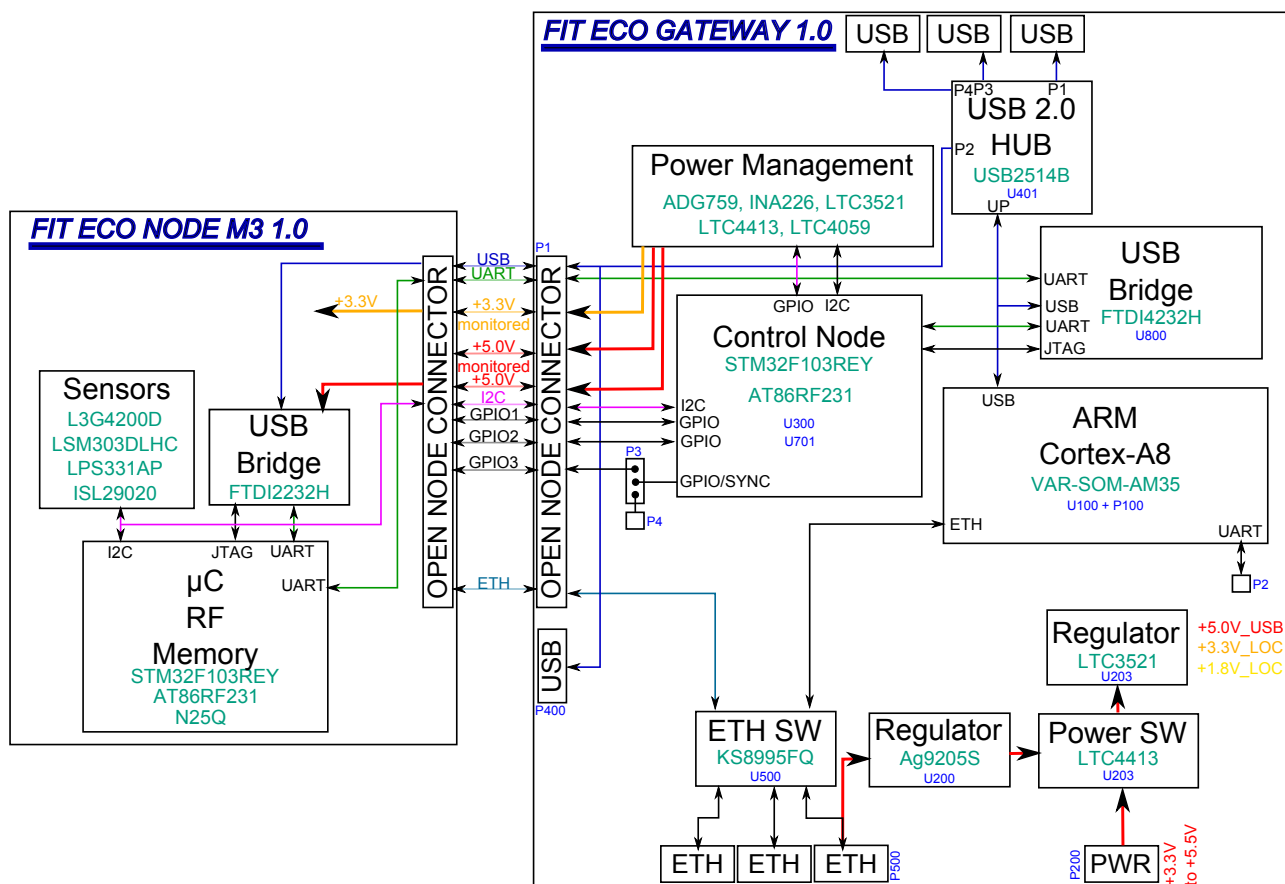 FIT ECO GATEWAY 1.0
USB
USB
USB
P4
P3
P1
USB 2.0
HUB
P2
USB2514B
U401
UP
Power Management
ADG759, INA226, LTC3521
LTC4413, LTC4059
FIT ECO NODE M3 1.0
P1
USB
UART
+3.3V
+3.3V
monitored
+5.0V
monitored
+5.0V
I2C
GPIO1
GPIO2
GPIO3
ETH
OPEN NODE CONNECTOR
OPEN NODE CONNECTOR
GPIO
I2C
Control Node
STM32F103REY
AT86RF231
U300
U701
I2C
GPIO
GPIO
GPIO/SYNC
P3
P4
UART
USB
UART
JTAG
USB
Bridge
FTDI4232H
U800
USB
ARM
Cortex-A8
VAR-SOM-AM35
U100 + P100
ETH
UART
P2
Sensors
L3G4200D
LSM303DLHC
LPS331AP
ISL29020
USB
Bridge
FTDI2232H
I2C
JTAG
UART
UART
µC
RF
Memory
STM32F103REY
AT86RF231
N25Q
USB
P400
Regulator
LTC3521
U203
+5.0V_USB
+3.3V_LOC
+1.8V_LOC
ETH SW
KS8995FQ
U500
Regulator
Ag9205S
U200
Power SW
LTC4413
U203
ETH
ETH
ETH
P500
P200
PWR
+3.3V
to +5.5V